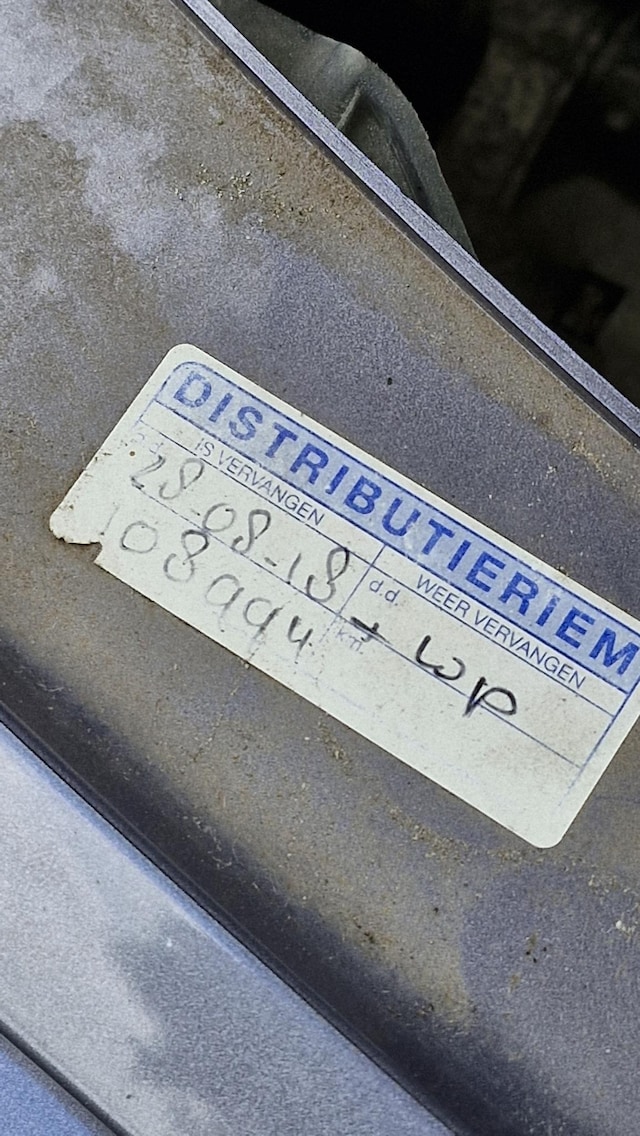 DISTRIBUTIERIEM
IS VERVANGEN
WEER VERVANGEN
d.d. 28-08-18
d.d.
+ wp
108994
km.